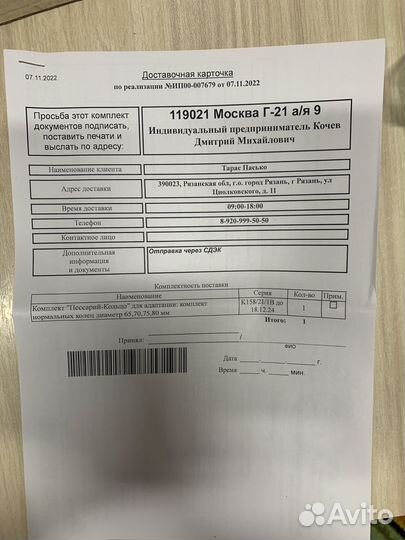 07.11.2022
Доставочная карточка
по реализации №ИП00-007679 от 07.11.2022
Просьба этот комплект
документов подписать,
поставить печати и
выслать по адресу:
119021 Москва Г-21 а/я 9
Индивидуальный предприниматель Кочев
Дмитрий Михайлович
Наименование клиента
Тарас Пасько
Адрес доставки
390023, Рязанская обл, г.о. город Рязань, г Рязань, ул
Циолковского, д. 11
Время доставки
09:00-18:00
Телефон
8-920-999-50-50
Контактное лицо
Дополнительная
информация
и документы
Отправка через СДЭК
Комплектность поставки
Наименование
Серия
Кол-во
Прим.
Комплект "Пессарай-Кольцо" для адаптации: комплект
нормальных колец диаметр 65,70,75,80 мм
К158/21/1В до
18.12.24
1
Итого: 1
Принял: / 
ФИО
Дата . . г.
Время ч. мин.
Avito